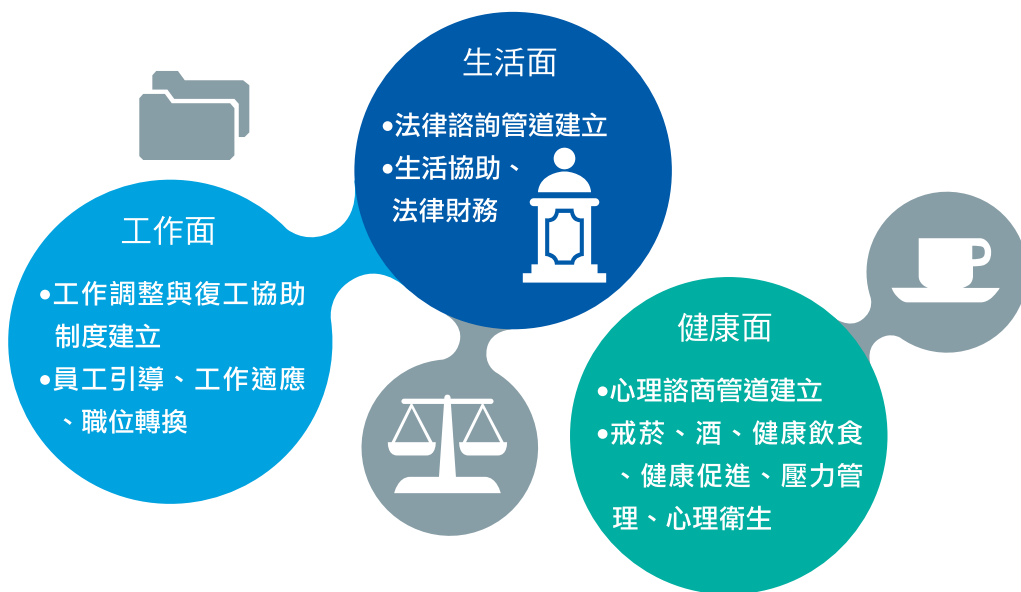 生活面
•法律諮詢管道建立
•生活協助、
法律財務
工作面
•工作調整與復工協助
制度建立
•員工引導、工作適應
、職位轉換
健康面
•心理諮商管道建立
•戒菸、酒、健康飲食
、健康促進、壓力管
理、心理衛生